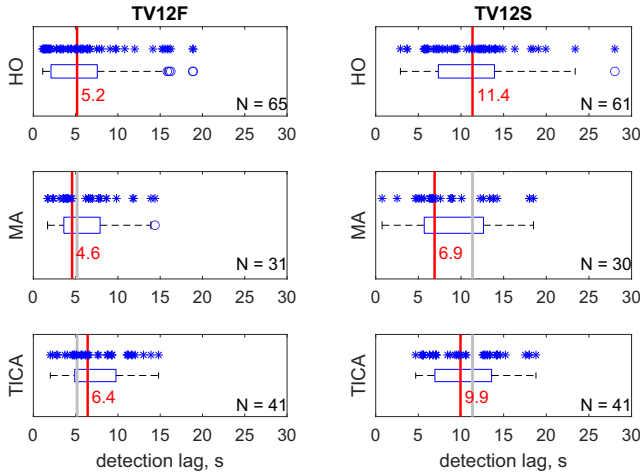 TV12F
TV12S
HO
5.2
N = 65
0 5 10 15 20 25 30
HO
11.4
N = 61
0 5 10 15 20 25 30
MA
4.6
N = 31
0 5 10 15 20 25 30
MA
6.9
N = 30
0 5 10 15 20 25 30
TICA
6.4
N = 41
0 5 10 15 20 25 30
detection lag, s
TICA
9.9
N = 41
0 5 10 15 20 25 30
detection lag, s